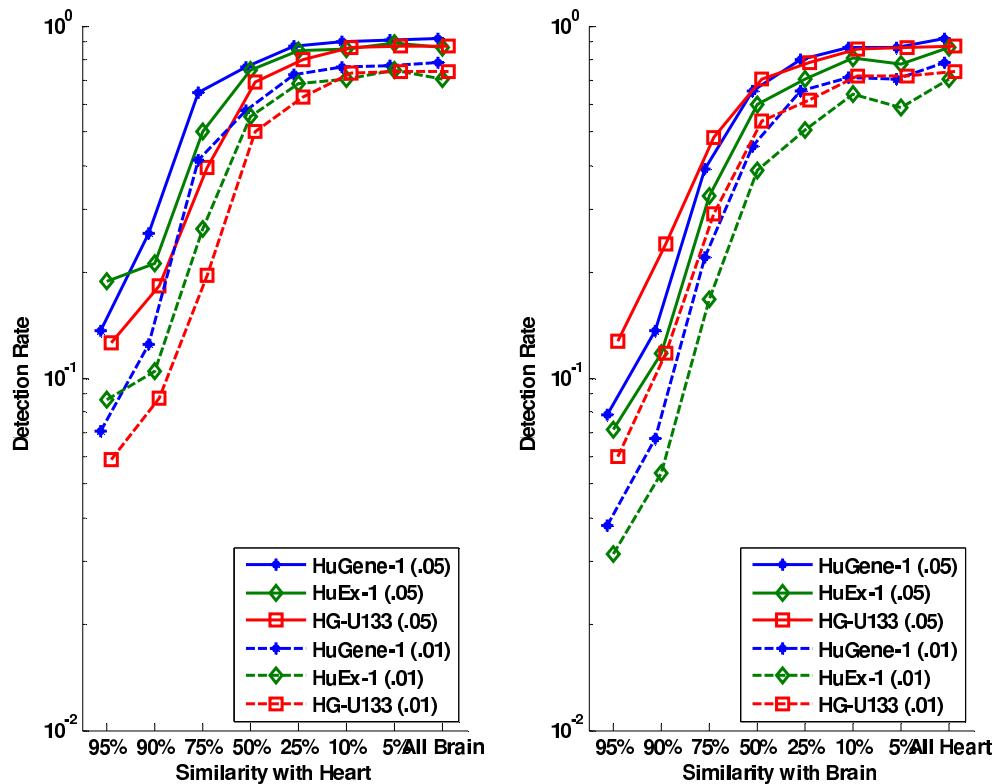 10^0
10^-1
10^-2
Detection Rate
HuGene-1 (.05)
HuEx-1 (.05)
HG-U133 (.05)
HuGene-1 (.01)
HuEx-1 (.01)
HG-U133 (.01)
95% 90% 75% 50% 25% 10% 5% All Brain
Similarity with Heart
10^0
10^-1
10^-2
Detection Rate
HuGene-1 (.05)
HuEx-1 (.05)
HG-U133 (.05)
HuGene-1 (.01)
HuEx-1 (.01)
HG-U133 (.01)
95% 90% 75% 50% 25% 10% 5% All Heart
Similarity with Brain